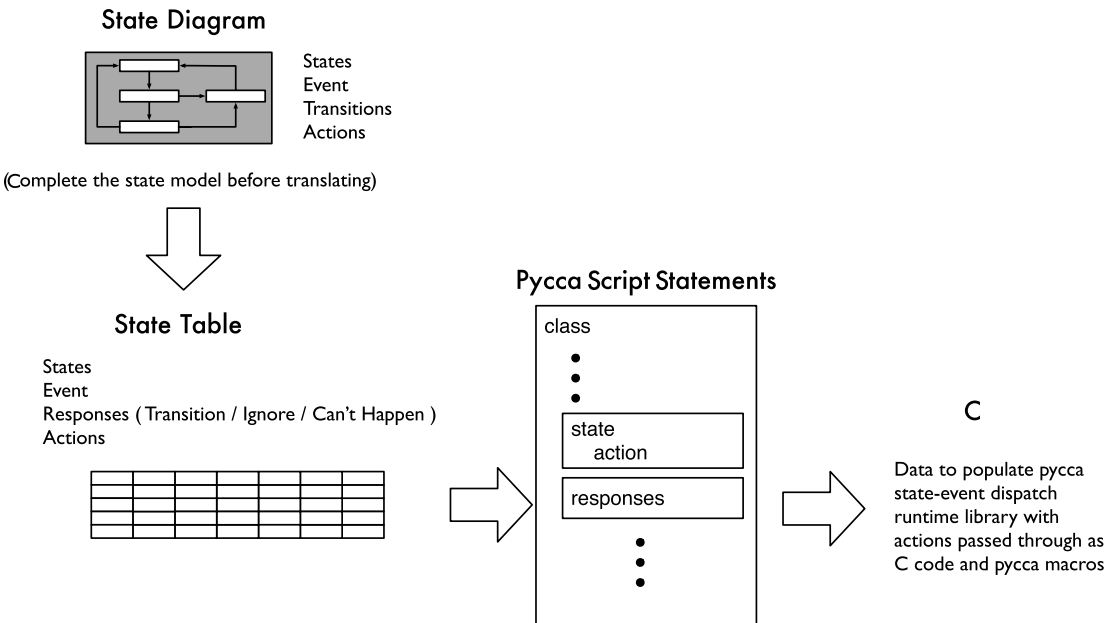 State Diagram
States
Event
Transitions
Actions
(Complete the state model before translating)
State Table
States
Event
Responses ( Transition / Ignore / Can't Happen )
Actions
Pycca Script Statements
class
state
action
responses
C
Data to populate pycca
state-event dispatch
runtime library with
actions passed through as
C code and pycca macros